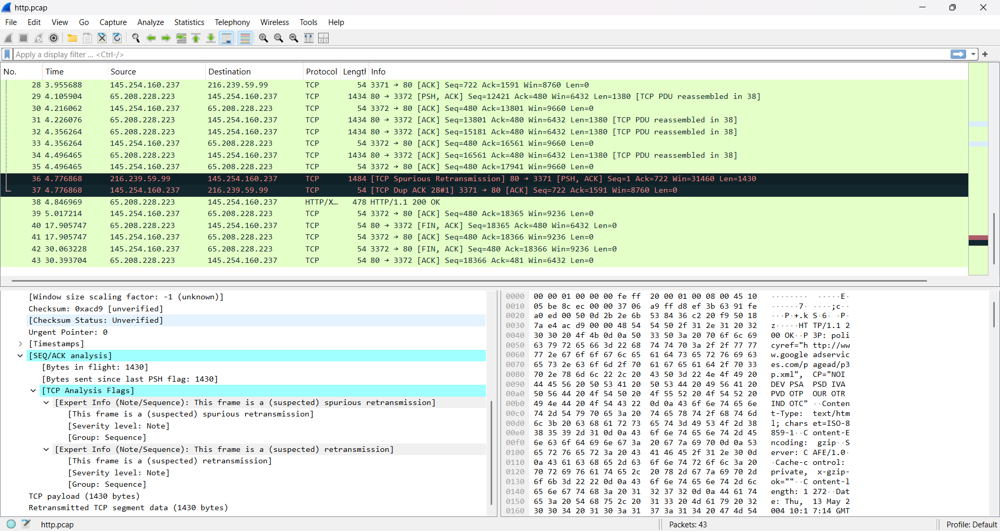 http.pcap
File Edit View Go Capture Analyze Statistics Telephony Wireless Tools Help
Apply a display filter ... <Ctrl-/>
No. Time Source Destination Protocol Length Info
28 3.955688 145.254.160.237 216.239.59.99 TCP 54 3371 → 80 [ACK] Seq=722 Ack=1591 Win=8760 Len=0
29 4.105904 65.208.228.223 145.254.160.237 TCP 1434 80 → 3372 [PSH, ACK] Seq=12421 Ack=480 Win=6432 Len=1380 [TCP PDU reassembled in 38]
30 4.216062 145.254.160.237 65.208.228.223 TCP 54 3372 → 80 [ACK] Seq=480 Ack=13801 Win=9660 Len=0
31 4.226076 65.208.228.223 145.254.160.237 TCP 1434 80 → 3372 [ACK] Seq=13801 Ack=480 Win=6432 Len=1380 [TCP PDU reassembled in 38]
32 4.356264 65.208.228.223 145.254.160.237 TCP 1434 80 → 3372 [ACK] Seq=15181 Ack=480 Win=6432 Len=1380 [TCP PDU reassembled in 38]
33 4.356264 145.254.160.237 65.208.228.223 TCP 54 3372 → 80 [ACK] Seq=480 Ack=16561 Win=9660 Len=0
34 4.496465 65.208.228.223 145.254.160.237 TCP 1434 80 → 3372 [ACK] Seq=16561 Ack=480 Win=6432 Len=1380 [TCP PDU reassembled in 38]
35 4.496465 145.254.160.237 65.208.228.223 TCP 54 3372 → 80 [ACK] Seq=480 Ack=17941 Win=9660 Len=0
36 4.776868 216.239.59.99 145.254.160.237 TCP 1484 [TCP Spurious Retransmission] 80 → 3371 [PSH, ACK] Seq=1 Ack=722 Win=31460 Len=1430
37 4.776868 145.254.160.237 216.239.59.99 TCP 54 [TCP Dup ACK 28#1] 3371 → 80 [ACK] Seq=722 Ack=1591 Win=8760 Len=0
38 4.846969 65.208.228.223 145.254.160.237 HTTP/X… 478 HTTP/1.1 200 OK
39 5.017214 145.254.160.237 65.208.228.223 TCP 54 3372 → 80 [ACK] Seq=480 Ack=18365 Win=9236 Len=0
40 17.905747 65.208.228.223 145.254.160.237 TCP 54 80 → 3372 [FIN, ACK] Seq=18365 Ack=480 Win=6432 Len=0
41 17.905747 145.254.160.237 65.208.228.223 TCP 54 3372 → 80 [ACK] Seq=480 Ack=18366 Win=9236 Len=0
42 30.063228 145.254.160.237 65.208.228.223 TCP 54 3372 → 80 [FIN, ACK] Seq=480 Ack=18366 Win=9236 Len=0
43 30.393704 65.208.228.223 145.254.160.237 TCP 54 80 → 3372 [ACK] Seq=18366 Ack=481 Win=6432 Len=0
[Window size scaling factor: -1 (unknown)]
Checksum: 0xacd9 [unverified]
[Checksum Status: Unverified]
Urgent Pointer: 0
[Timestamps]
[SEQ/ACK analysis]
[Bytes in flight: 1430]
[Bytes sent since last PSH flag: 1430]
[TCP Analysis Flags]
[Expert Info (Note/Sequence): This frame is a (suspected) spurious retransmission]
[This frame is a (suspected) spurious retransmission]
[Severity level: Note]
[Group: Sequence]
[Expert Info (Note/Sequence): This frame is a (suspected) retransmission]
[This frame is a (suspected) retransmission]
[Severity level: Note]
[Group: Sequence]
TCP payload (1430 bytes)
Retransmitted TCP segment data (1430 bytes)
0000 00 00 01 00 00 00 fe ff 20 00 01 00 08 00 45 10 ········ ·····E·
0010 05 be 8c ec 00 00 37 06 a9 ff d8 ef 3b 63 91 fe ······7· ····;c··
0020 a0 ed 00 50 0d 2b 2e 6b 53 84 36 c2 20 f9 50 18 ···P·+.k S·6· ·P·
0030 7a e4 ac d9 00 00 48 54 54 50 2f 31 2e 31 20 32 z·····HT TP/1.1 2
0040 30 30 20 4f 4b 0d 0a 50 33 50 3a 20 70 6f 6c 69 00 OK··P 3P: poli
0050 63 79 72 65 66 3d 22 68 74 74 70 3a 2f 2f 77 77 cyref="h ttp://ww
0060 77 2e 67 6f 6f 67 6c 65 61 64 73 65 72 76 69 63 w.google adservic
0070 65 73 2e 63 6f 6d 2f 70 61 67 65 61 64 2f 70 33 es.com/p agead/p3
0080 70 2e 78 6d 6c 22 2c 20 43 50 3d 22 4e 4f 49 20 p.xml", CP="NOI
0090 44 45 56 20 50 53 41 20 50 53 44 20 49 56 41 20 DEV PSA PSD IVA
00a0 50 56 44 20 4f 54 50 20 4f 55 52 20 4f 54 52 20 PVD OTP OUR OTR
00b0 49 4e 44 20 4f 54 43 22 0d 0a 43 6f 6e 74 65 6e IND OTC" ··Conten
00c0 74 2d 54 79 70 65 3a 20 74 65 78 74 2f 68 74 6d t-Type: text/htm
00d0 6c 3b 20 63 68 61 72 73 65 74 3d 49 53 4f 2d 38 l; chars et=ISO-8
00e0 38 35 39 2d 31 0d 0a 43 6f 6e 74 65 6e 74 2d 45 859-1··C ontent-E
00f0 6e 63 6f 64 69 6e 67 3a 20 67 7a 69 70 0d 0a 53 ncoding: gzip··S
0100 65 72 76 65 72 3a 20 43 41 46 45 2f 31 2e 30 0d erver: C AFE/1.0·
0110 0a 43 61 63 68 65 2d 63 6f 6e 74 72 6f 6c 3a 20 ·Cache-c ontrol:
0120 70 72 69 76 61 74 65 2c 20 78 2d 67 7a 69 70 2d private, x-gzip-
0130 6f 6b 3d 22 22 0d 0a 43 6f 6e 74 65 6e 74 2d 6c ok=""··C ontent-l
0140 65 6e 67 74 68 3a 20 31 32 37 32 0d 0a 44 61 74 ength: 1 272··Dat
0150 65 3a 20 54 68 75 2c 20 31 33 20 4d 61 79 20 32 e: Thu, 13 May 2
0160 30 30 34 20 31 30 3a 31 37 3a 31 34 20 47 4d 54 004 10:1 7:14 GMT
http.pcap Packets: 43 Profile: Default